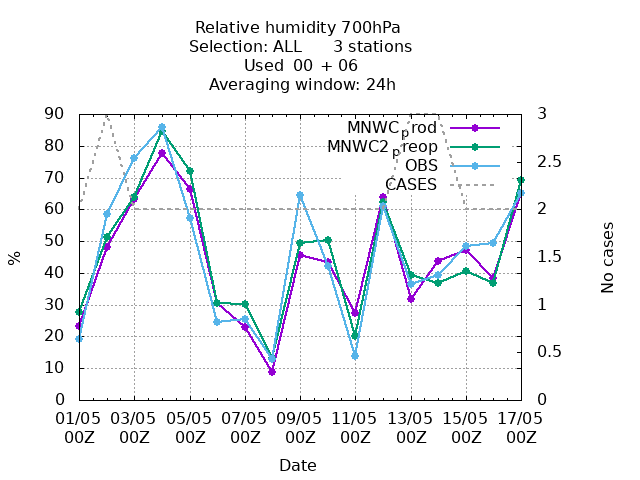 Relative humidity 700hPa
Selection: ALL 3 stations
Used 00 + 06
Averaging window: 24h
MNWCprod
MNWC2preop
OBS
CASES
90
80
70
60
50
40
30
20
10
0
3
2.5
2
1.5
1
0.5
0
%
No cases
01/05 03/05 05/05 07/05 09/05 11/05 13/05 15/05 17/05
00Z 00Z 00Z 00Z 00Z 00Z 00Z 00Z 00Z
Date